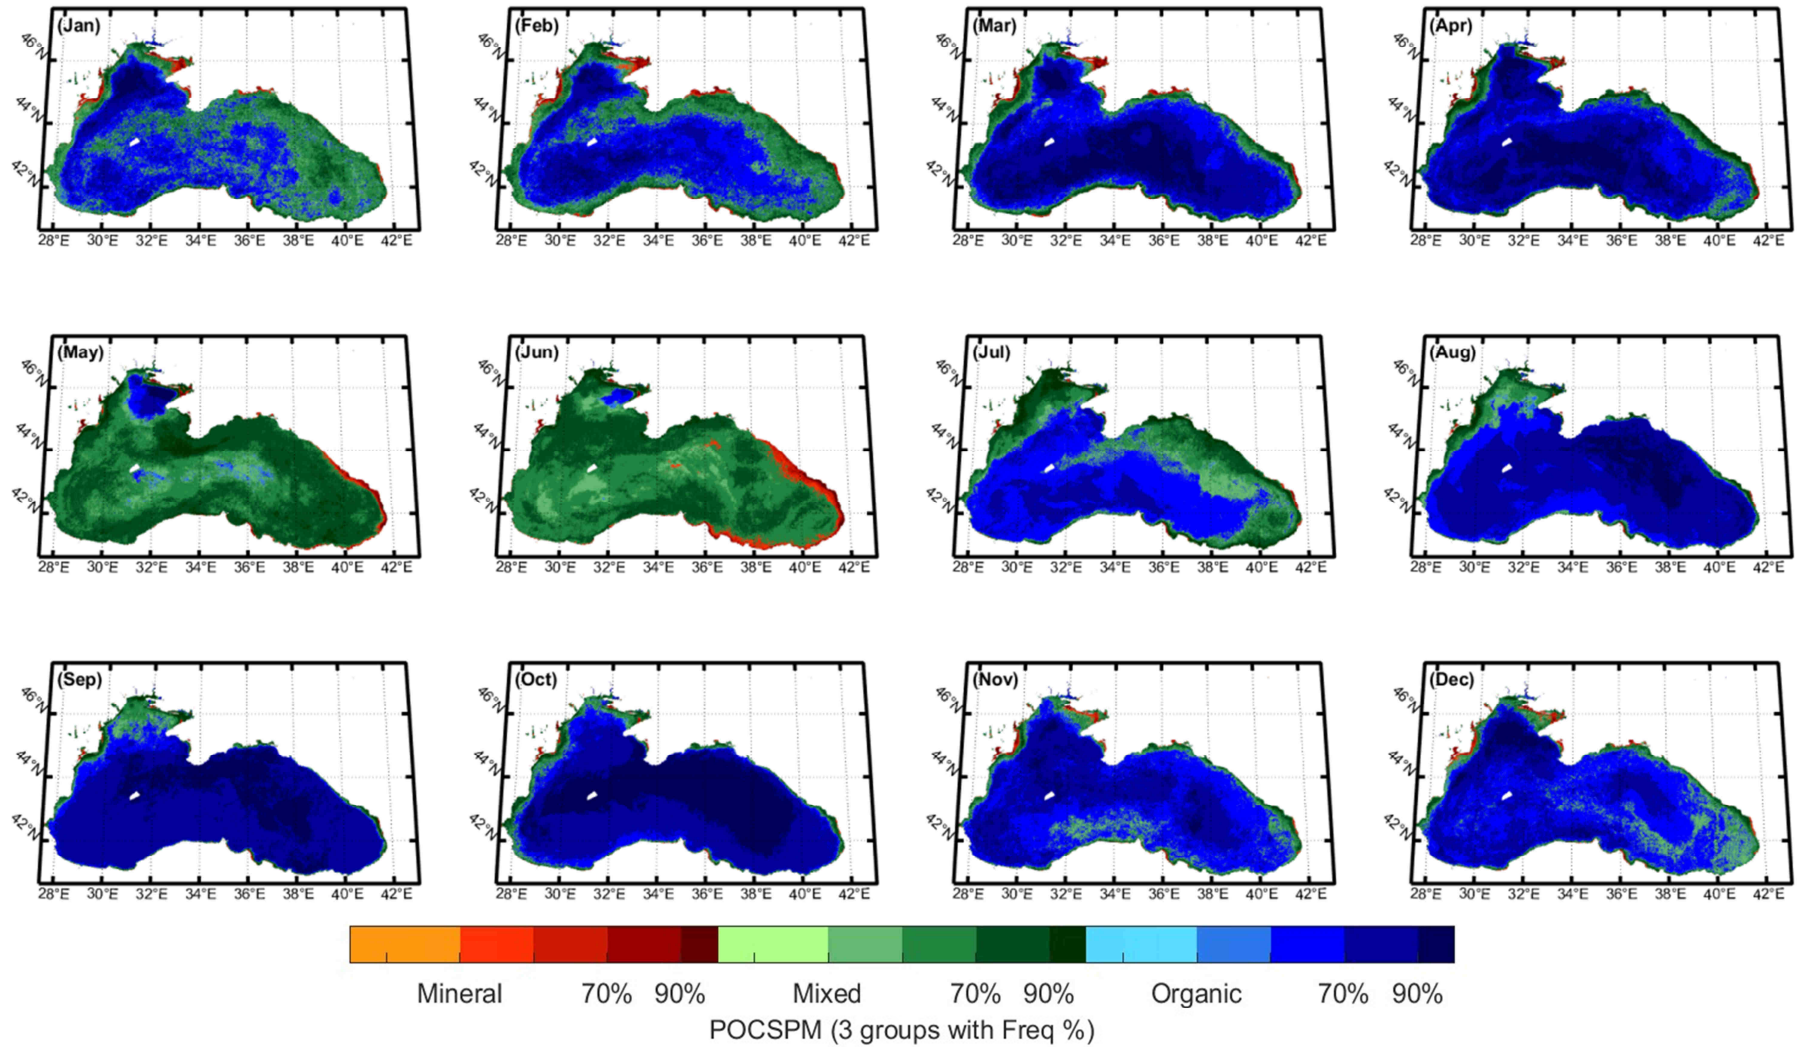 (Jan) (Feb) (Mar) (Apr)
46°N 46°N 46°N 46°N
44°N 44°N 44°N 44°N
42°N 42°N 42°N 42°N
28°E 30°E 32°E 34°E 36°E 38°E 40°E 42°E 28°E 30°E 32°E 34°E 36°E 38°E 40°E 42°E 28°E 30°E 32°E 34°E 36°E 38°E 40°E 42°E 28°E 30°E 32°E 34°E 36°E 38°E 40°E 42°E
(May) (Jun) (Jul) (Aug)
46°N 46°N 46°N 46°N
44°N 44°N 44°N 44°N
42°N 42°N 42°N 42°N
28°E 30°E 32°E 34°E 36°E 38°E 40°E 42°E 28°E 30°E 32°E 34°E 36°E 38°E 40°E 42°E 28°E 30°E 32°E 34°E 36°E 38°E 40°E 42°E 28°E 30°E 32°E 34°E 36°E 38°E 40°E 42°E
(Sep) (Oct) (Nov) (Dec)
46°N 46°N 46°N 46°N
44°N 44°N 44°N 44°N
42°N 42°N 42°N 42°N
28°E 30°E 32°E 34°E 36°E 38°E 40°E 42°E 28°E 30°E 32°E 34°E 36°E 38°E 40°E 42°E 28°E 30°E 32°E 34°E 36°E 38°E 40°E 42°E 28°E 30°E 32°E 34°E 36°E 38°E 40°E 42°E
Mineral 70% 90% Mixed 70% 90% Organic 70% 90%
POCSPM (3 groups with Freq %)